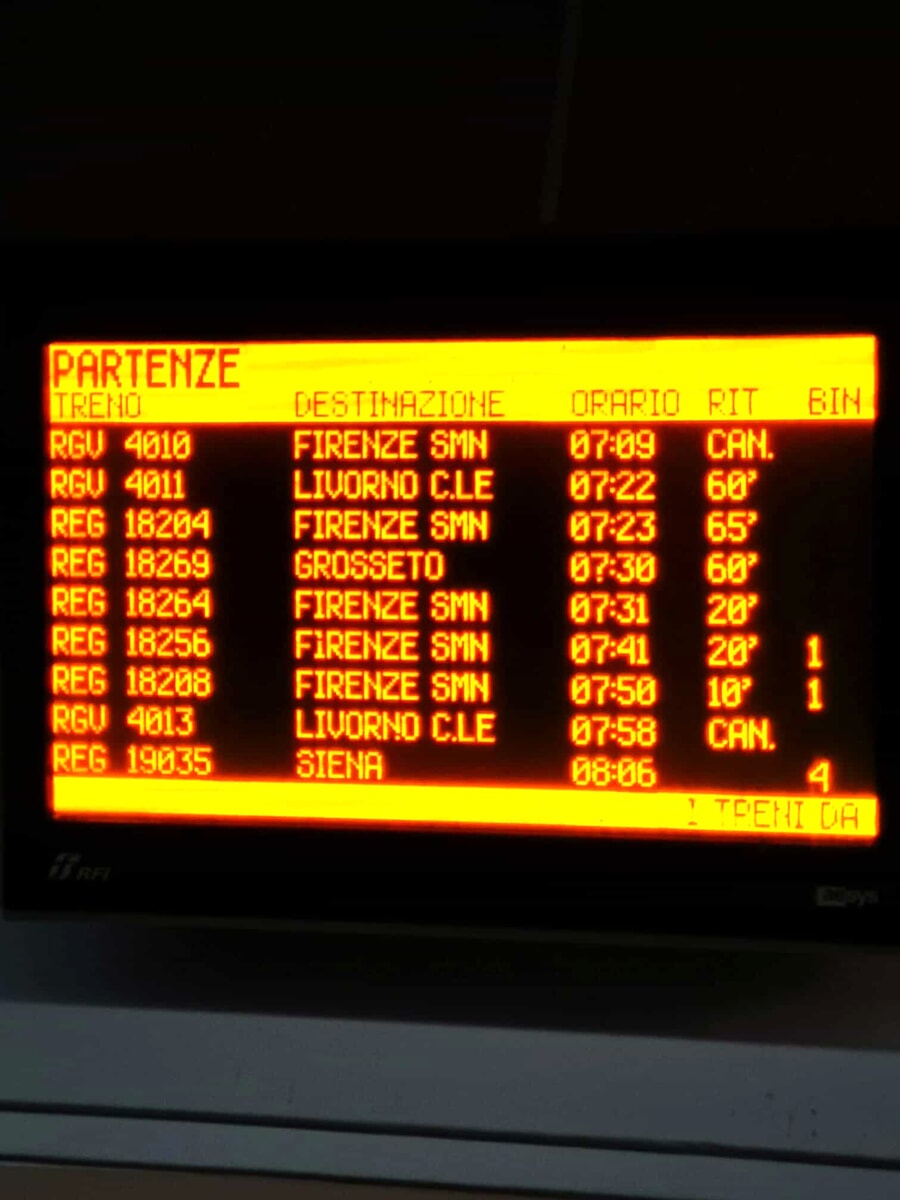 PARTENZE
TRENO DESTINAZIONE ORARIO RIT BIN
RGV 4010 FIRENZE SMN 07:09 CAN.
RGV 4011 LIVORNO C.LE 07:22 60'
REG 18204 FIRENZE SMN 07:23 65'
REG 18269 GROSSETO 07:30 60'
REG 18264 FIRENZE SMN 07:31 20'
REG 18256 FIRENZE SMN 07:41 20' 1
REG 18208 FIRENZE SMN 07:50 10' 1
RGV 4013 LIVORNO C.LE 07:58 CAN.
REG 19035 SIENA 08:06 4
TRENI DA
RFI